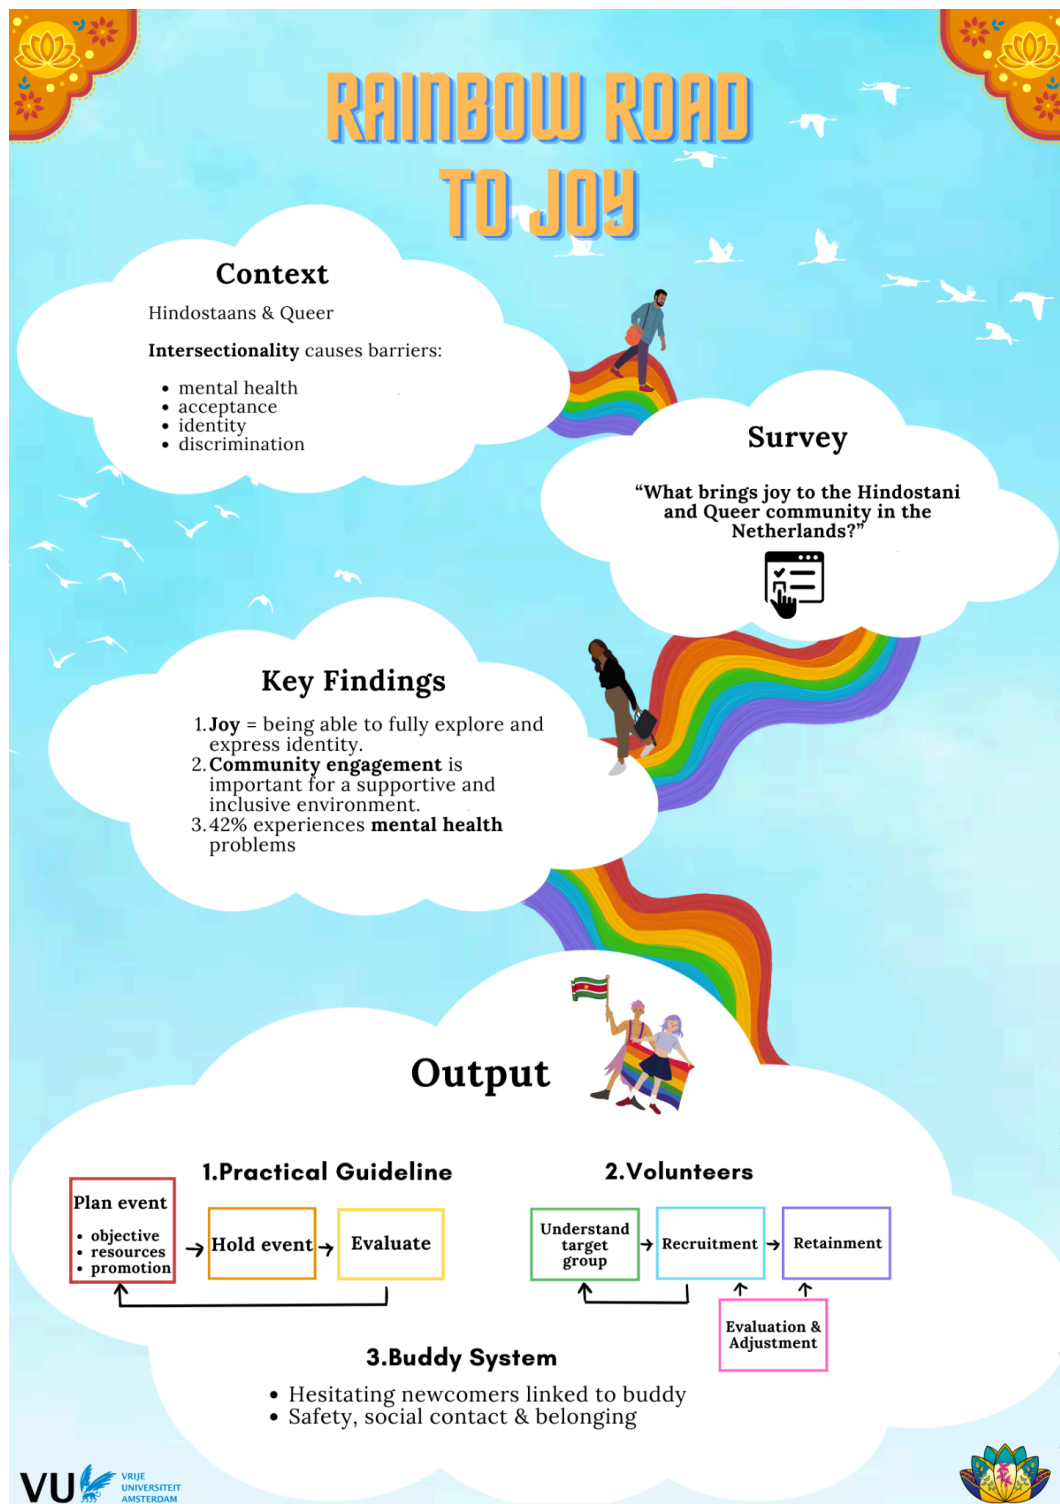 RAINBOW ROAD
TO JOY
Context
Hindostaans & Queer
Intersectionality causes barriers:
• mental health
• acceptance
• identity
• discrimination
Survey
“What brings joy to the Hindostani
and Queer community in the
Netherlands?”
Key Findings
1. Joy = being able to fully explore and
express identity.
2. Community engagement is
important for a supportive and
inclusive environment.
3. 42% experiences mental health
problems
Output
1.Practical Guideline
Plan event
• objective
• resources
• promotion
Hold event
Evaluate
2.Volunteers
Understand
target
group
Recruitment
Retainment
Evaluation &
Adjustment
3.Buddy System
• Hesitating newcomers linked to buddy
• Safety, social contact & belonging
VU
VRIJE
UNIVERSITEIT
AMSTERDAM